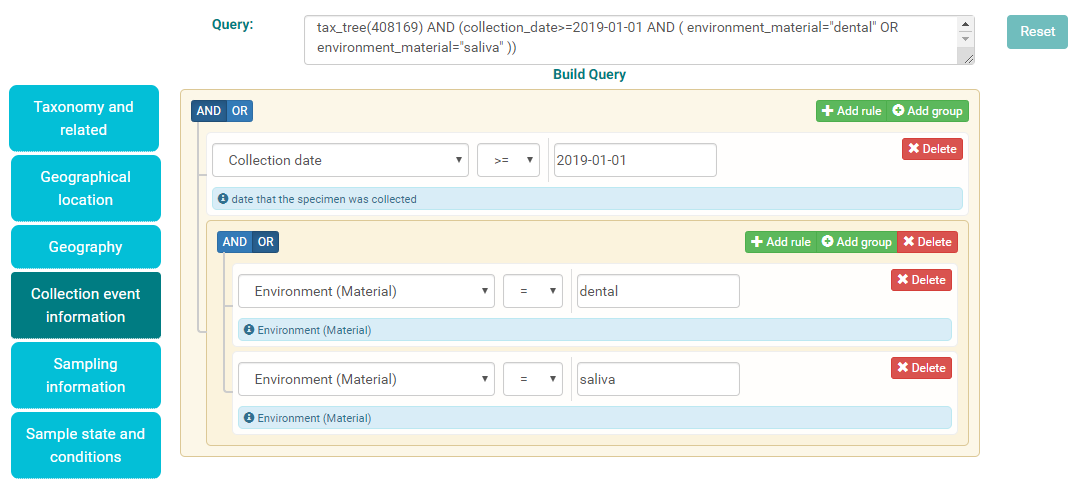 Query:
tax_tree(408169) AND (collection_date>=2019-01-01 AND ( environment_material="dental" OR
environment_material="saliva" ))
Reset
Build Query
Taxonomy and
related
Geographical
location
Geography
Collection event
information
Sampling
information
Sample state and
conditions
AND OR
Add rule Add group
Collection date >= 2019-01-01
Delete
date that the specimen was collected
AND OR
Add rule Add group Delete
Environment (Material) = dental
Delete
Environment (Material)
Environment (Material) = saliva
Delete
Environment (Material)